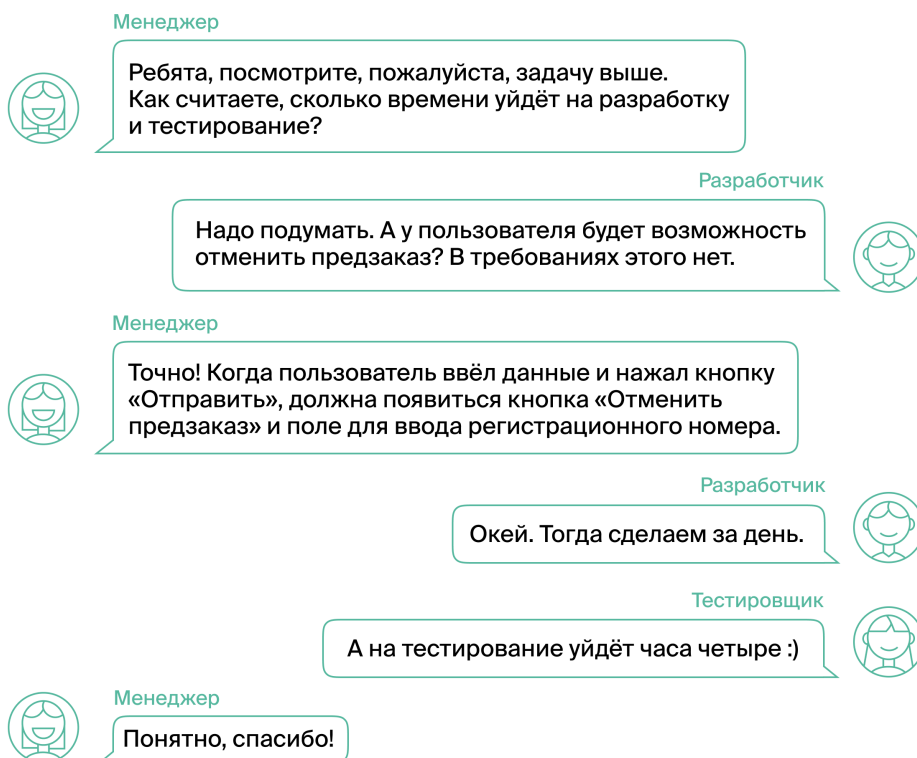 Менеджер
Ребята, посмотрите, пожалуйста, задачу выше.
Как считаете, сколько времени уйдёт на разработку
и тестирование?
Разработчик
Надо подумать. А у пользователя будет возможность
отменить предзаказ? В требованиях этого нет.
Менеджер
Точно! Когда пользователь ввёл данные и нажал кнопку
«Отправить», должна появиться кнопка «Отменить
предзаказ» и поле для ввода регистрационного номера.
Разработчик
Окей. Тогда сделаем за день.
Тестировщик
А на тестирование уйдёт часа четыре :)
Менеджер
Понятно, спасибо!